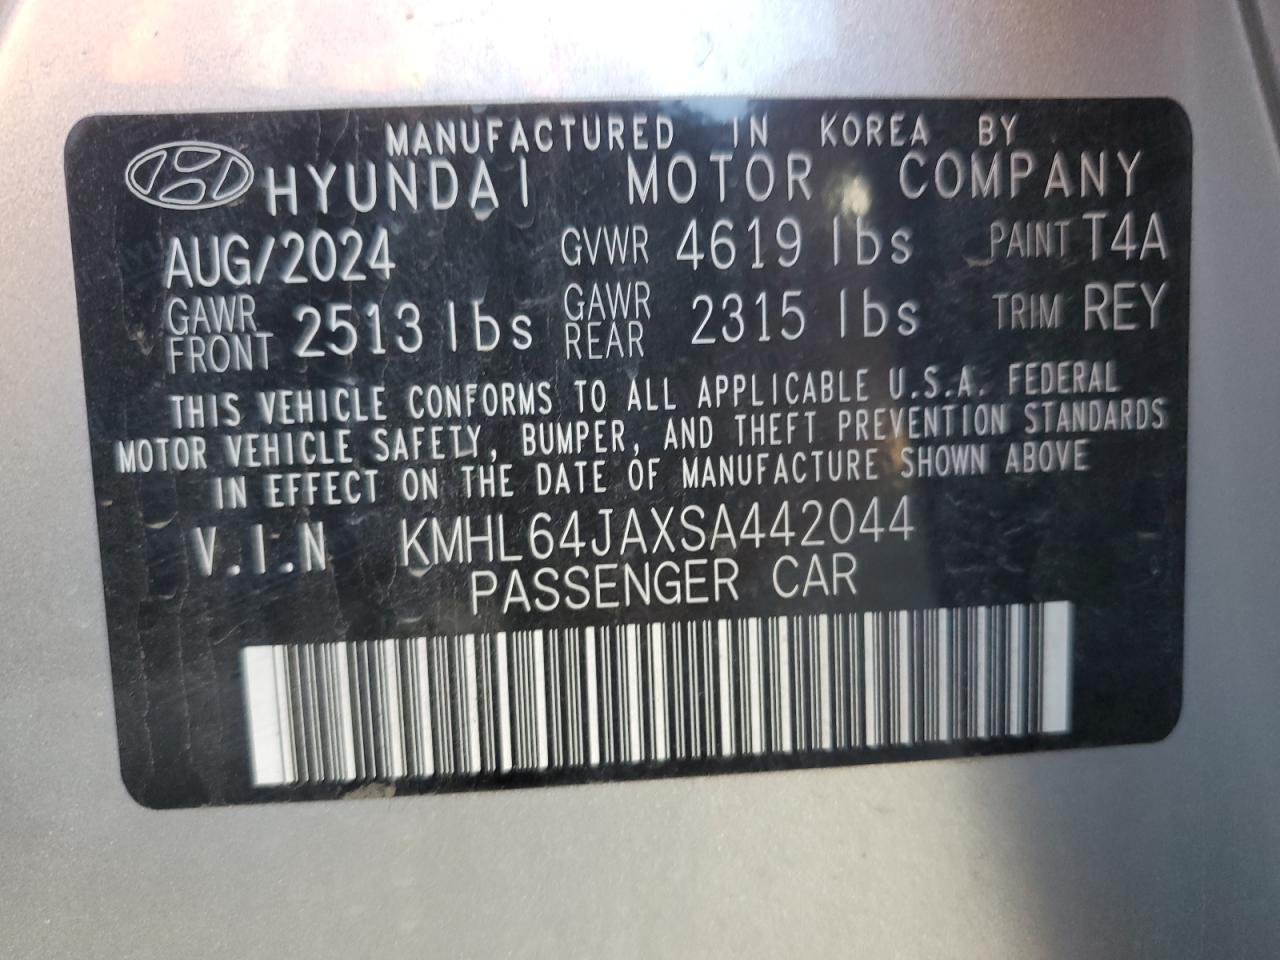 MANUFACTURED IN KOREA BY
HYUNDAI MOTOR COMPANY
AUG/2024 GVWR 4619 lbs PAINT T4A
GAWR FRONT 2513 lbs GAWR REAR 2315 lbs TRIM REY
THIS VEHICLE CONFORMS TO ALL APPLICABLE U.S.A. FEDERAL
MOTOR VEHICLE SAFETY, BUMPER, AND THEFT PREVENTION STANDARDS
IN EFFECT ON THE DATE OF MANUFACTURE SHOWN ABOVE
V.I.N KMHL64JAXSA442044
PASSENGER CAR